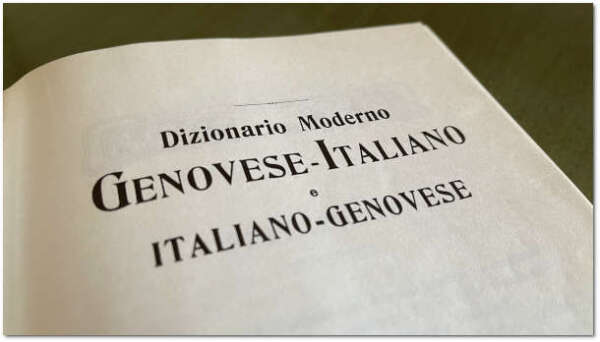 Dizionario Moderno
GENOVESE-ITALIANO
e
ITALIANO-GENOVESE